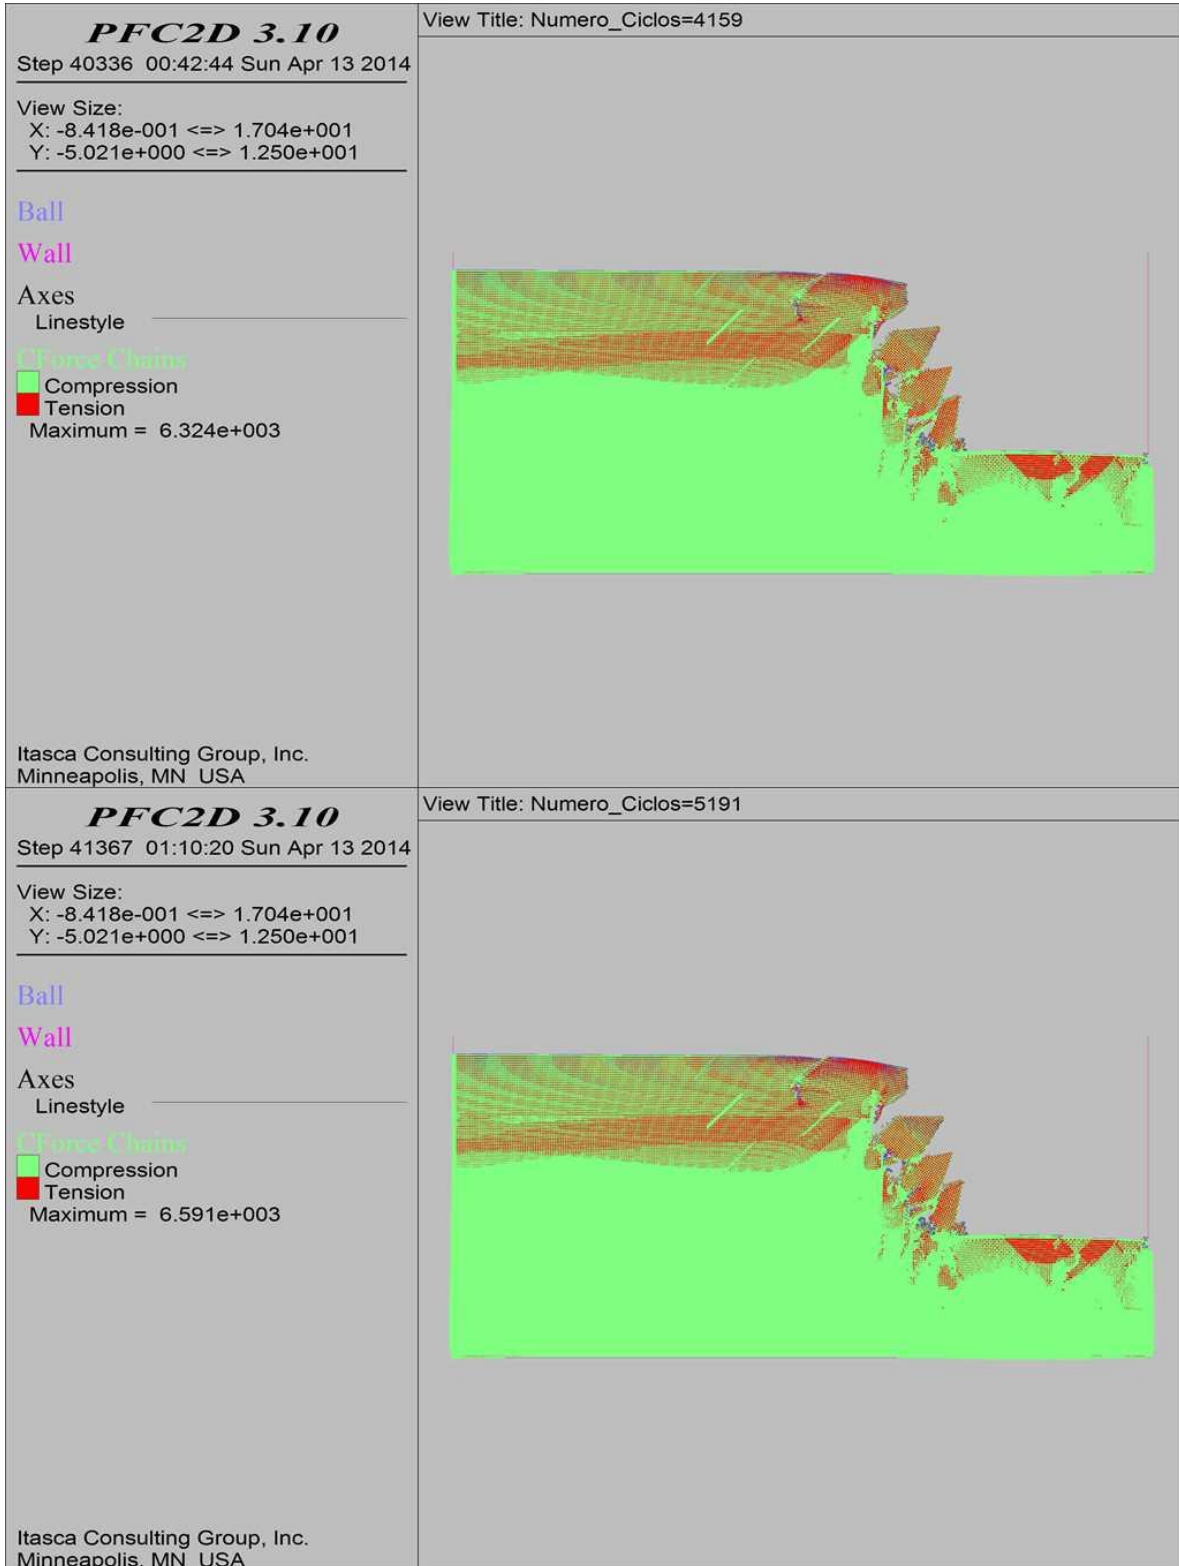 PFC2D 3.10
Step 40336  00:42:44 Sun Apr 13 2014
View Size:
X: -8.418e-001 <=> 1.704e+001
Y: -5.021e+000 <=> 1.250e+001
Ball
Wall
Axes
Linestyle
CForce Chains
Compression
Tension
Maximum =  6.324e+003
Itasca Consulting Group, Inc.
Minneapolis, MN  USA
View Title: Numero_Ciclos=4159
PFC2D 3.10
Step 41367  01:10:20 Sun Apr 13 2014
View Size:
X: -8.418e-001 <=> 1.704e+001
Y: -5.021e+000 <=> 1.250e+001
Ball
Wall
Axes
Linestyle
CForce Chains
Compression
Tension
Maximum =  6.591e+003
Itasca Consulting Group, Inc.
Minneapolis, MN  USA
View Title: Numero_Ciclos=5191